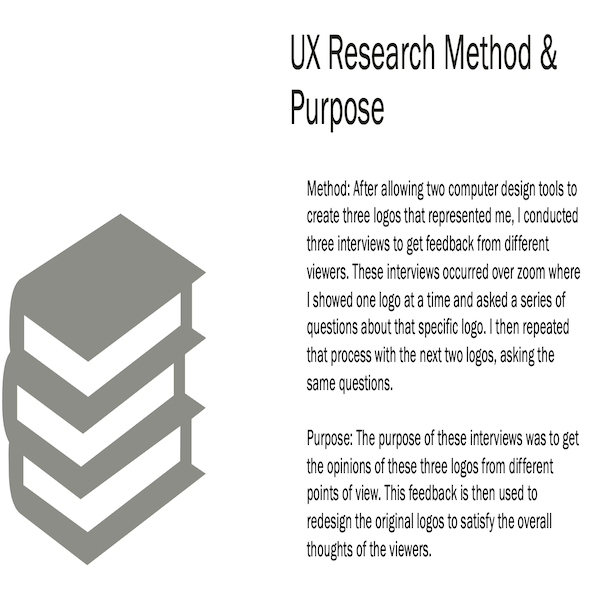 UX Research Method &
Purpose
Method: After allowing two computer design tools to
create three logos that represented me, I conducted
three interviews to get feedback from different
viewers. These interviews occurred over zoom where
I showed one logo at a time and asked a series of
questions about that specific logo. I then repeated
that process with the next two logos, asking the
same questions.
Purpose: The purpose of these interviews was to get
the opinions of these three logos from different
points of view. This feedback is then used to
redesign the original logos to satisfy the overall
thoughts of the viewers.